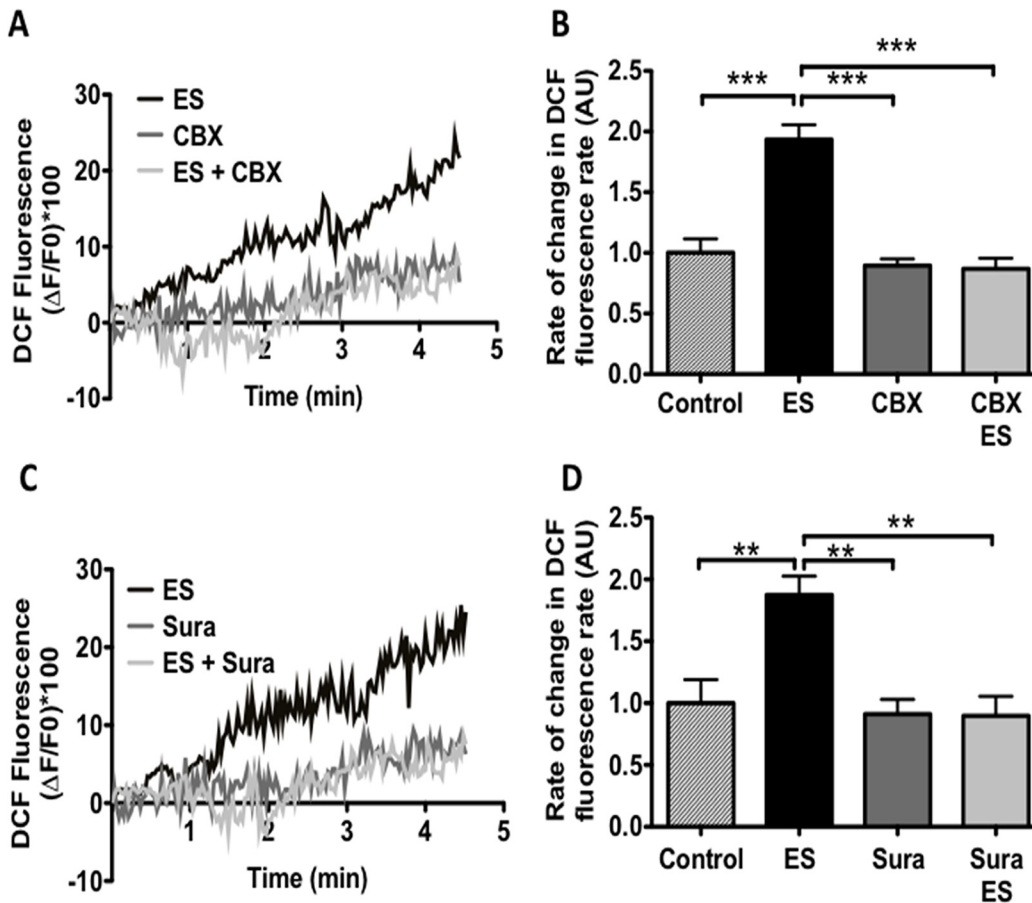 A
DCF Fluorescence
(ΔF/F0)*100
30
20
10
0
-10
ES
CBX
ES + CBX
1 2 3 4 5
Time (min)
B
Rate of change in DCF
fluorescence rate (AU)
2.5
2.0
1.5
1.0
0.5
0.0
***
*** ***
Control ES CBX CBX
ES
C
DCF Fluorescence
(ΔF/F0)*100
30
20
10
0
-10
ES
Sura
ES + Sura
1 2 3 4 5
Time (min)
D
Rate of change in DCF
fluorescence rate (AU)
2.5
2.0
1.5
1.0
0.5
0.0
**
** **
Control ES Sura Sura
ES